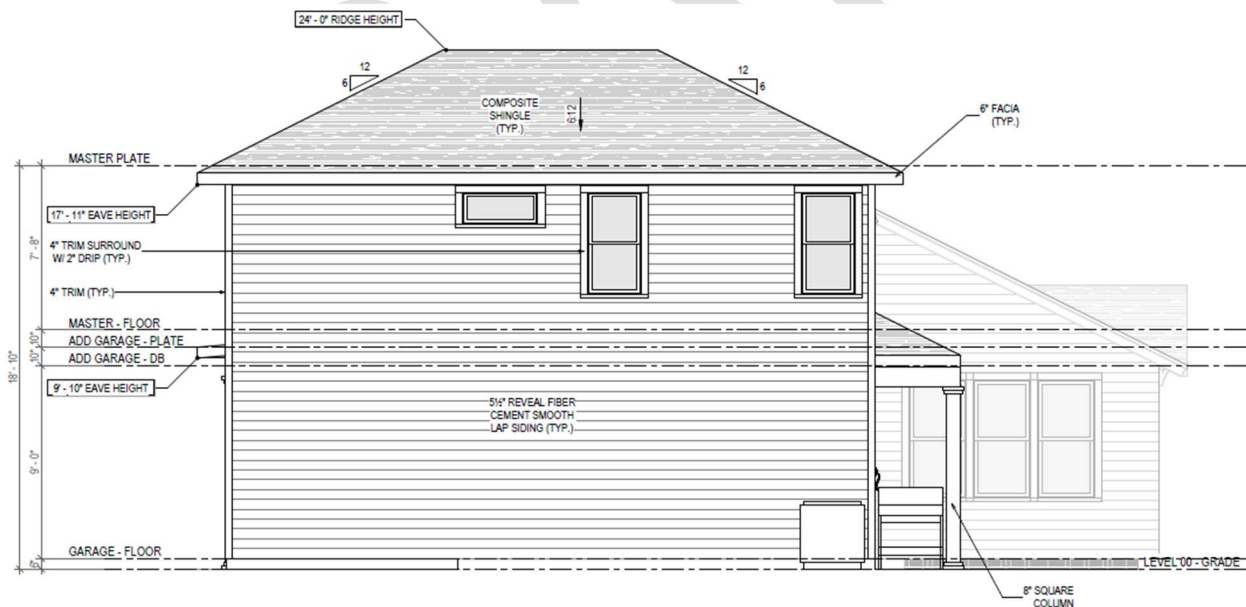 24' - 0" RIDGE HEIGHT
12
6
12
6
COMPOSITE
SHINGLE
(TYP.)
6:12
6" FACIA
(TYP.)
MASTER PLATE
17' - 11" EAVE HEIGHT
4" TRIM SURROUND
W/ 2" DRIP (TYP.)
7' - 8"
4" TRIM (TYP.)
MASTER - FLOOR
10"
ADD GARAGE - PLATE
10"
ADD GARAGE - DB
18' - 10"
9' - 10" EAVE HEIGHT
5½" REVEAL FIBER
CEMENT SMOOTH
LAP SIDING (TYP.)
9' - 0"
GARAGE - FLOOR
6"
LEVEL 00 - GRADE
8" SQUARE
COLUMN